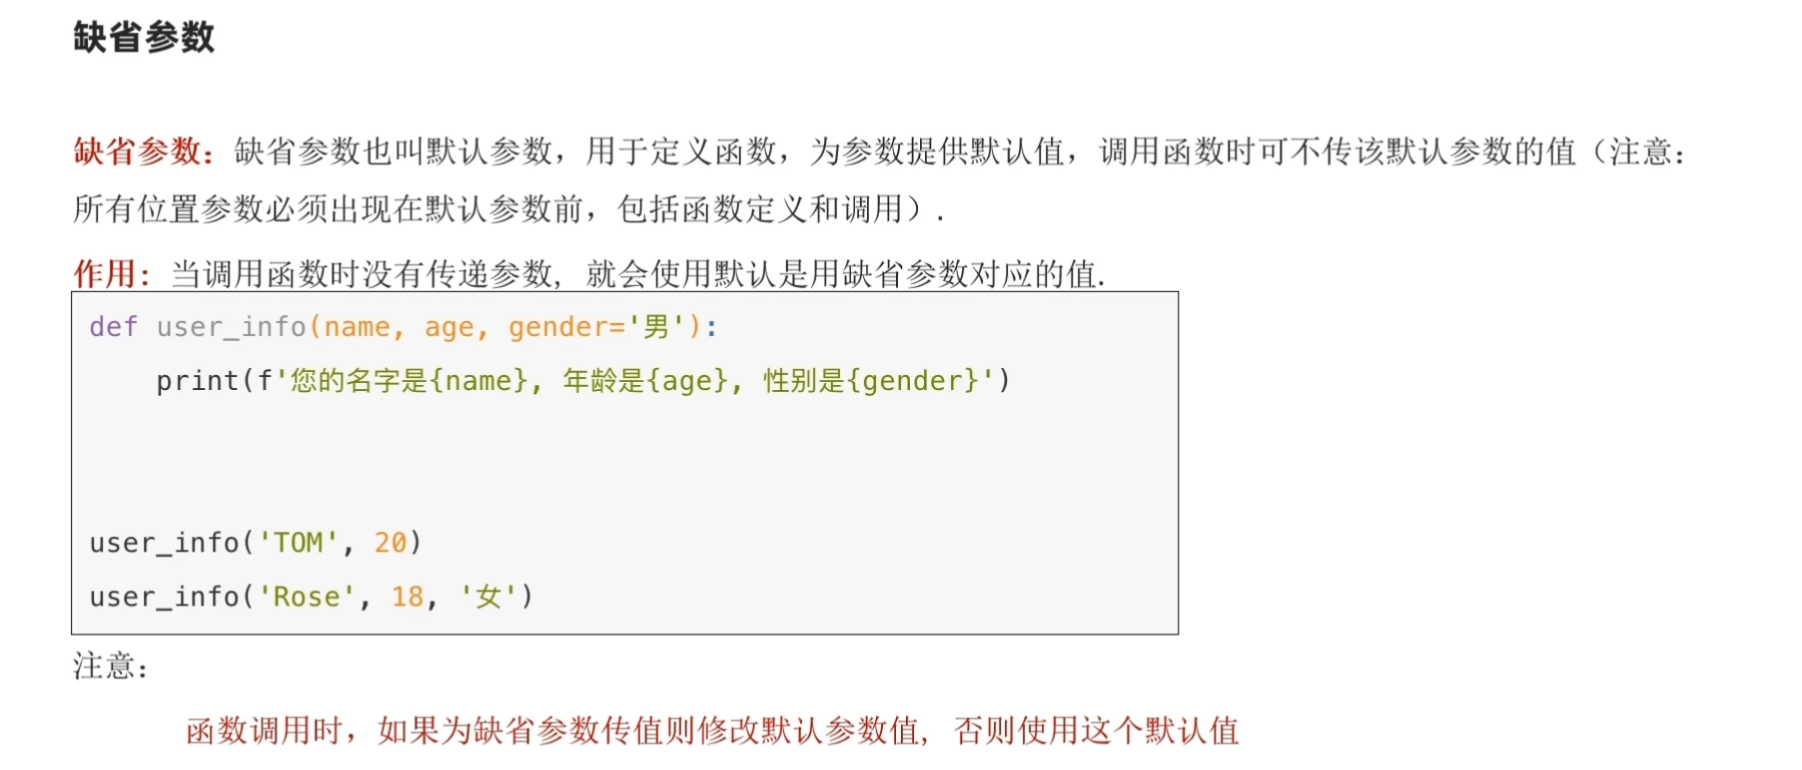 缺省参数
缺省参数：缺省参数也叫默认参数，用于定义函数，为参数提供默认值，调用函数时可不传该默认参数的值（注意：
所有位置参数必须出现在默认参数前，包括函数定义和调用）.
作用：当调用函数时没有传递参数, 就会使用默认是用缺省参数对应的值.
def user_info(name, age, gender='男'):
    print(f'您的名字是{name}, 年龄是{age}, 性别是{gender}')
user_info('TOM', 20)
user_info('Rose', 18, '女')
注意：
函数调用时，如果为缺省参数传值则修改默认参数值, 否则使用这个默认值